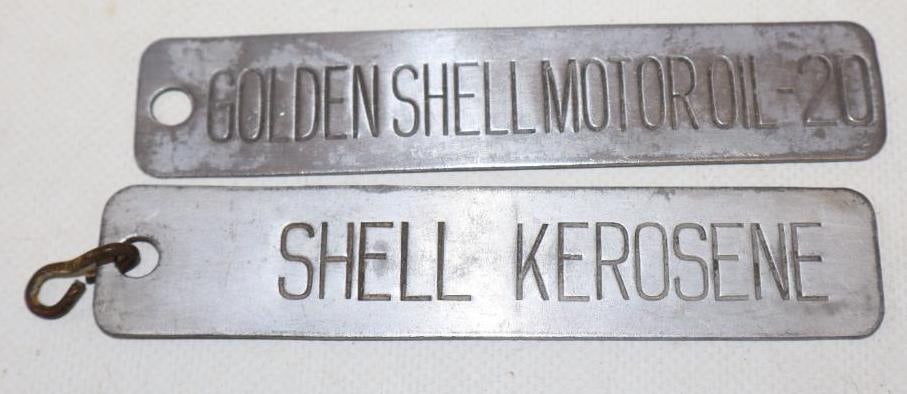 GOLDEN SHELL MOTOR OIL-20
SHELL KEROSENE